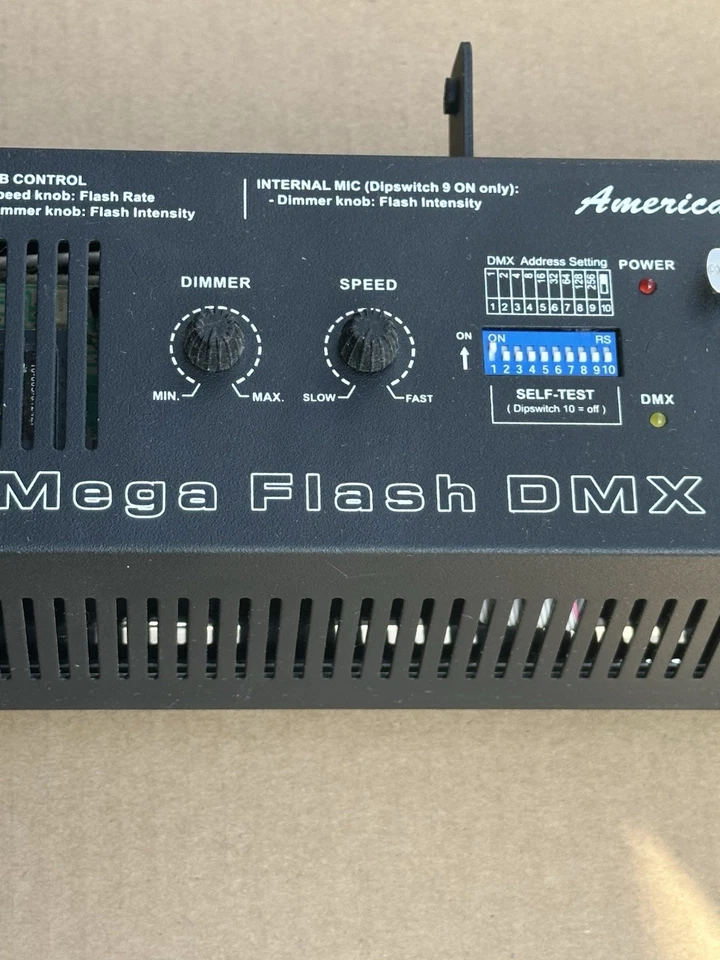 B CONTROL
peed knob: Flash Rate
mmer knob: Flash Intensity
INTERNAL MIC (Dipswitch 9 ON only):
- Dimmer knob: Flash Intensity
America
DMX Address Setting
1 2 4 8 16 32 64 128 256
1 2 3 4 5 6 7 8 9 10
POWER
DIMMER
SPEED
ON
ON RS
1 2 3 4 5 6 7 8 9 10
MIN. MAX.
SLOW FAST
SELF-TEST
( Dipswitch 10 = off )
DMX
Mega Flash DMX